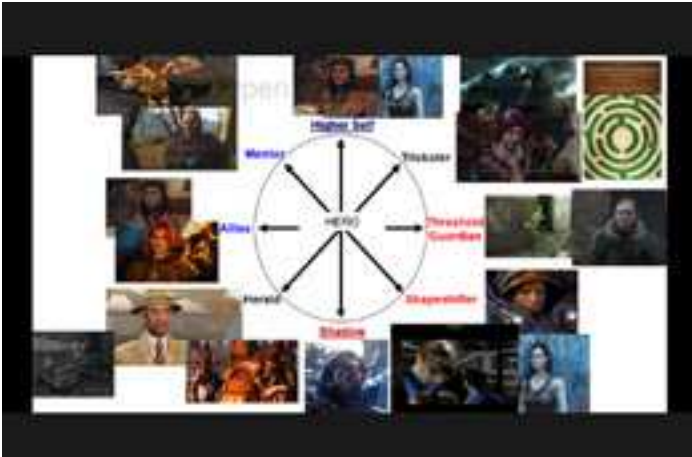 Higher Self
Mentor
Trickster
HERO
Allies
Threshold
Guardian
Herald
Shapeshifter
Shadow